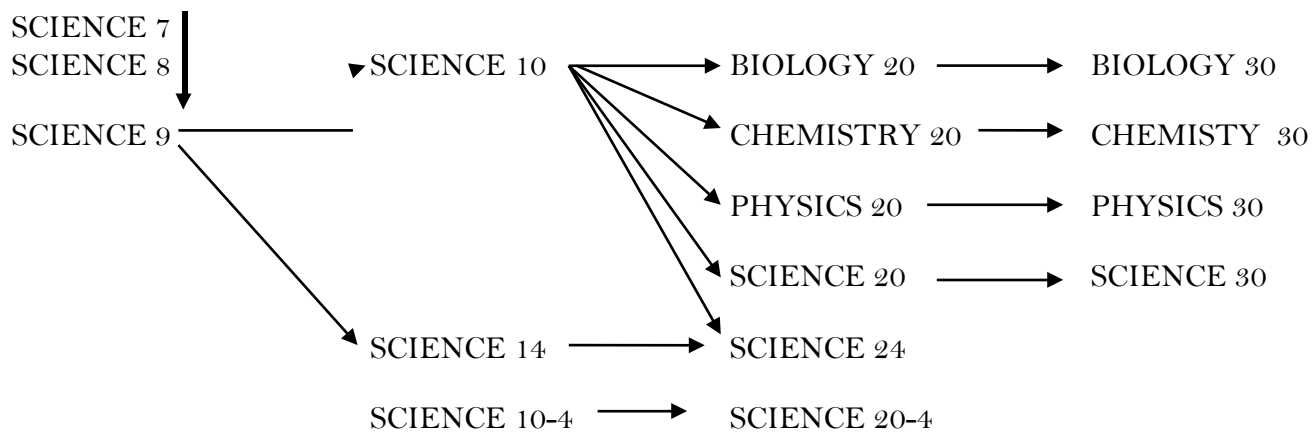 SCIENCE 7
SCIENCE 8
SCIENCE 10
BIOLOGY 20
BIOLOGY 30
SCIENCE 9
CHEMISTRY 20
CHEMISTY 30
PHYSICS 20
PHYSICS 30
SCIENCE 20
SCIENCE 30
SCIENCE 14
SCIENCE 24
SCIENCE 10-4
SCIENCE 20-4